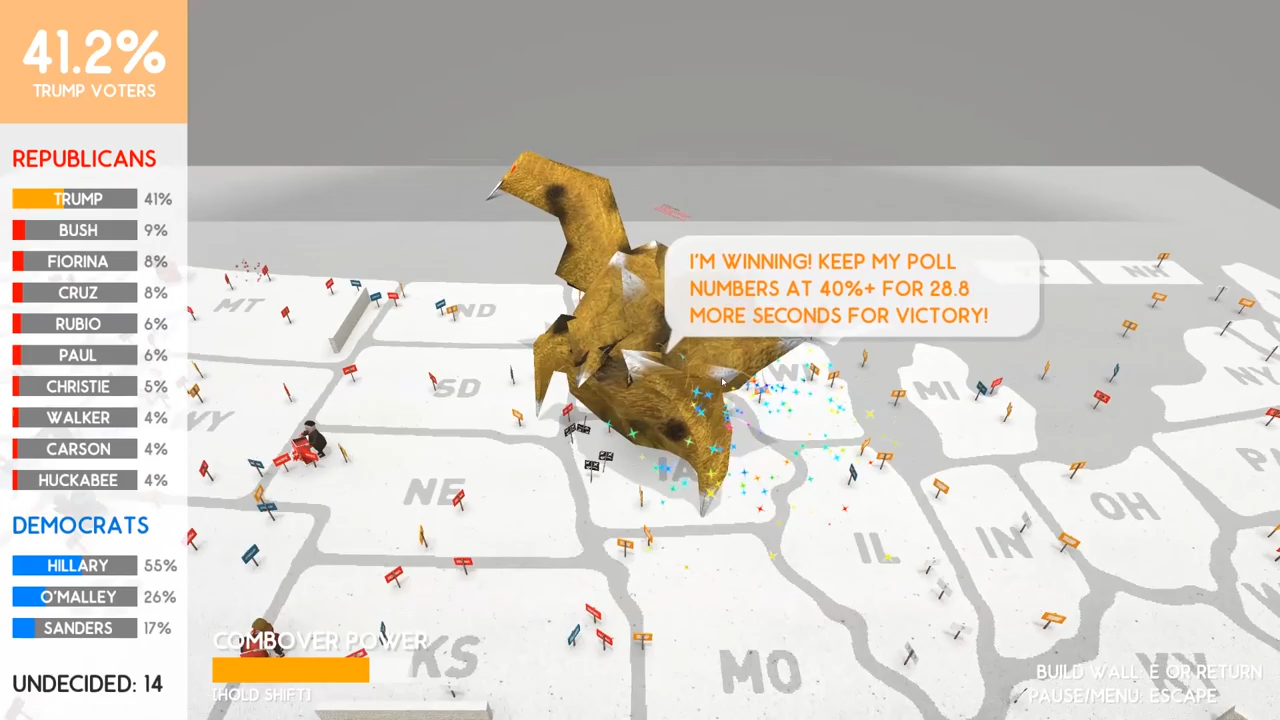 41.2%
TRUMP VOTERS
REPUBLICANS
TRUMP 41%
BUSH 9%
FIORINA 8%
CRUZ 8%
RUBIO 6%
PAUL 6%
CHRISTIE 5%
WALKER 4%
CARSON 4%
HUCKABEE 4%
DEMOCRATS
HILLARY 55%
O'MALLEY 26%
SANDERS 17%
UNDECIDED: 14
I'M WINNING! KEEP MY POLL
NUMBERS AT 40%+ FOR 28.8
MORE SECONDS FOR VICTORY!
MT
ND
NH
SD
WI
MI
NY
WY
NE
IA
IL
IN
OH
KS
MO
KY
COMBOVER POWER
[HOLD SHIFT]
BUILD WALL: E OR RETURN
PAUSE/MENU: ESCAPE